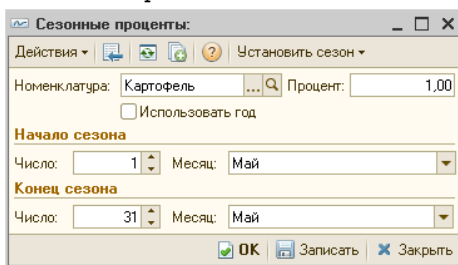 Сезонные проценты:
Действия Установить сезон
Номенклатура: Картофель ... Процент: 1,00
Использовать год
Начало сезона
Число: 1 Месяц: Май
Конец сезона
Число: 31 Месяц: Май
OK Записать Закрыть